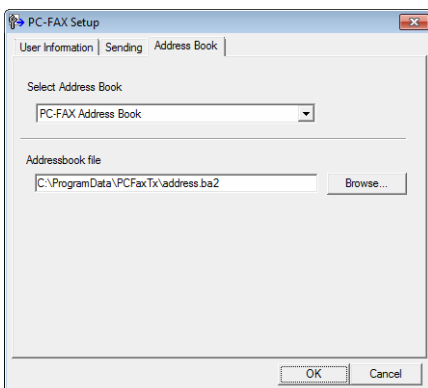 PC-FAX Setup
User Information Sending Address Book
Select Address Book
PC-FAX Address Book
Addressbook file
C:\ProgramData\PCFaxTx\address.ba2 Browse...
OK Cancel